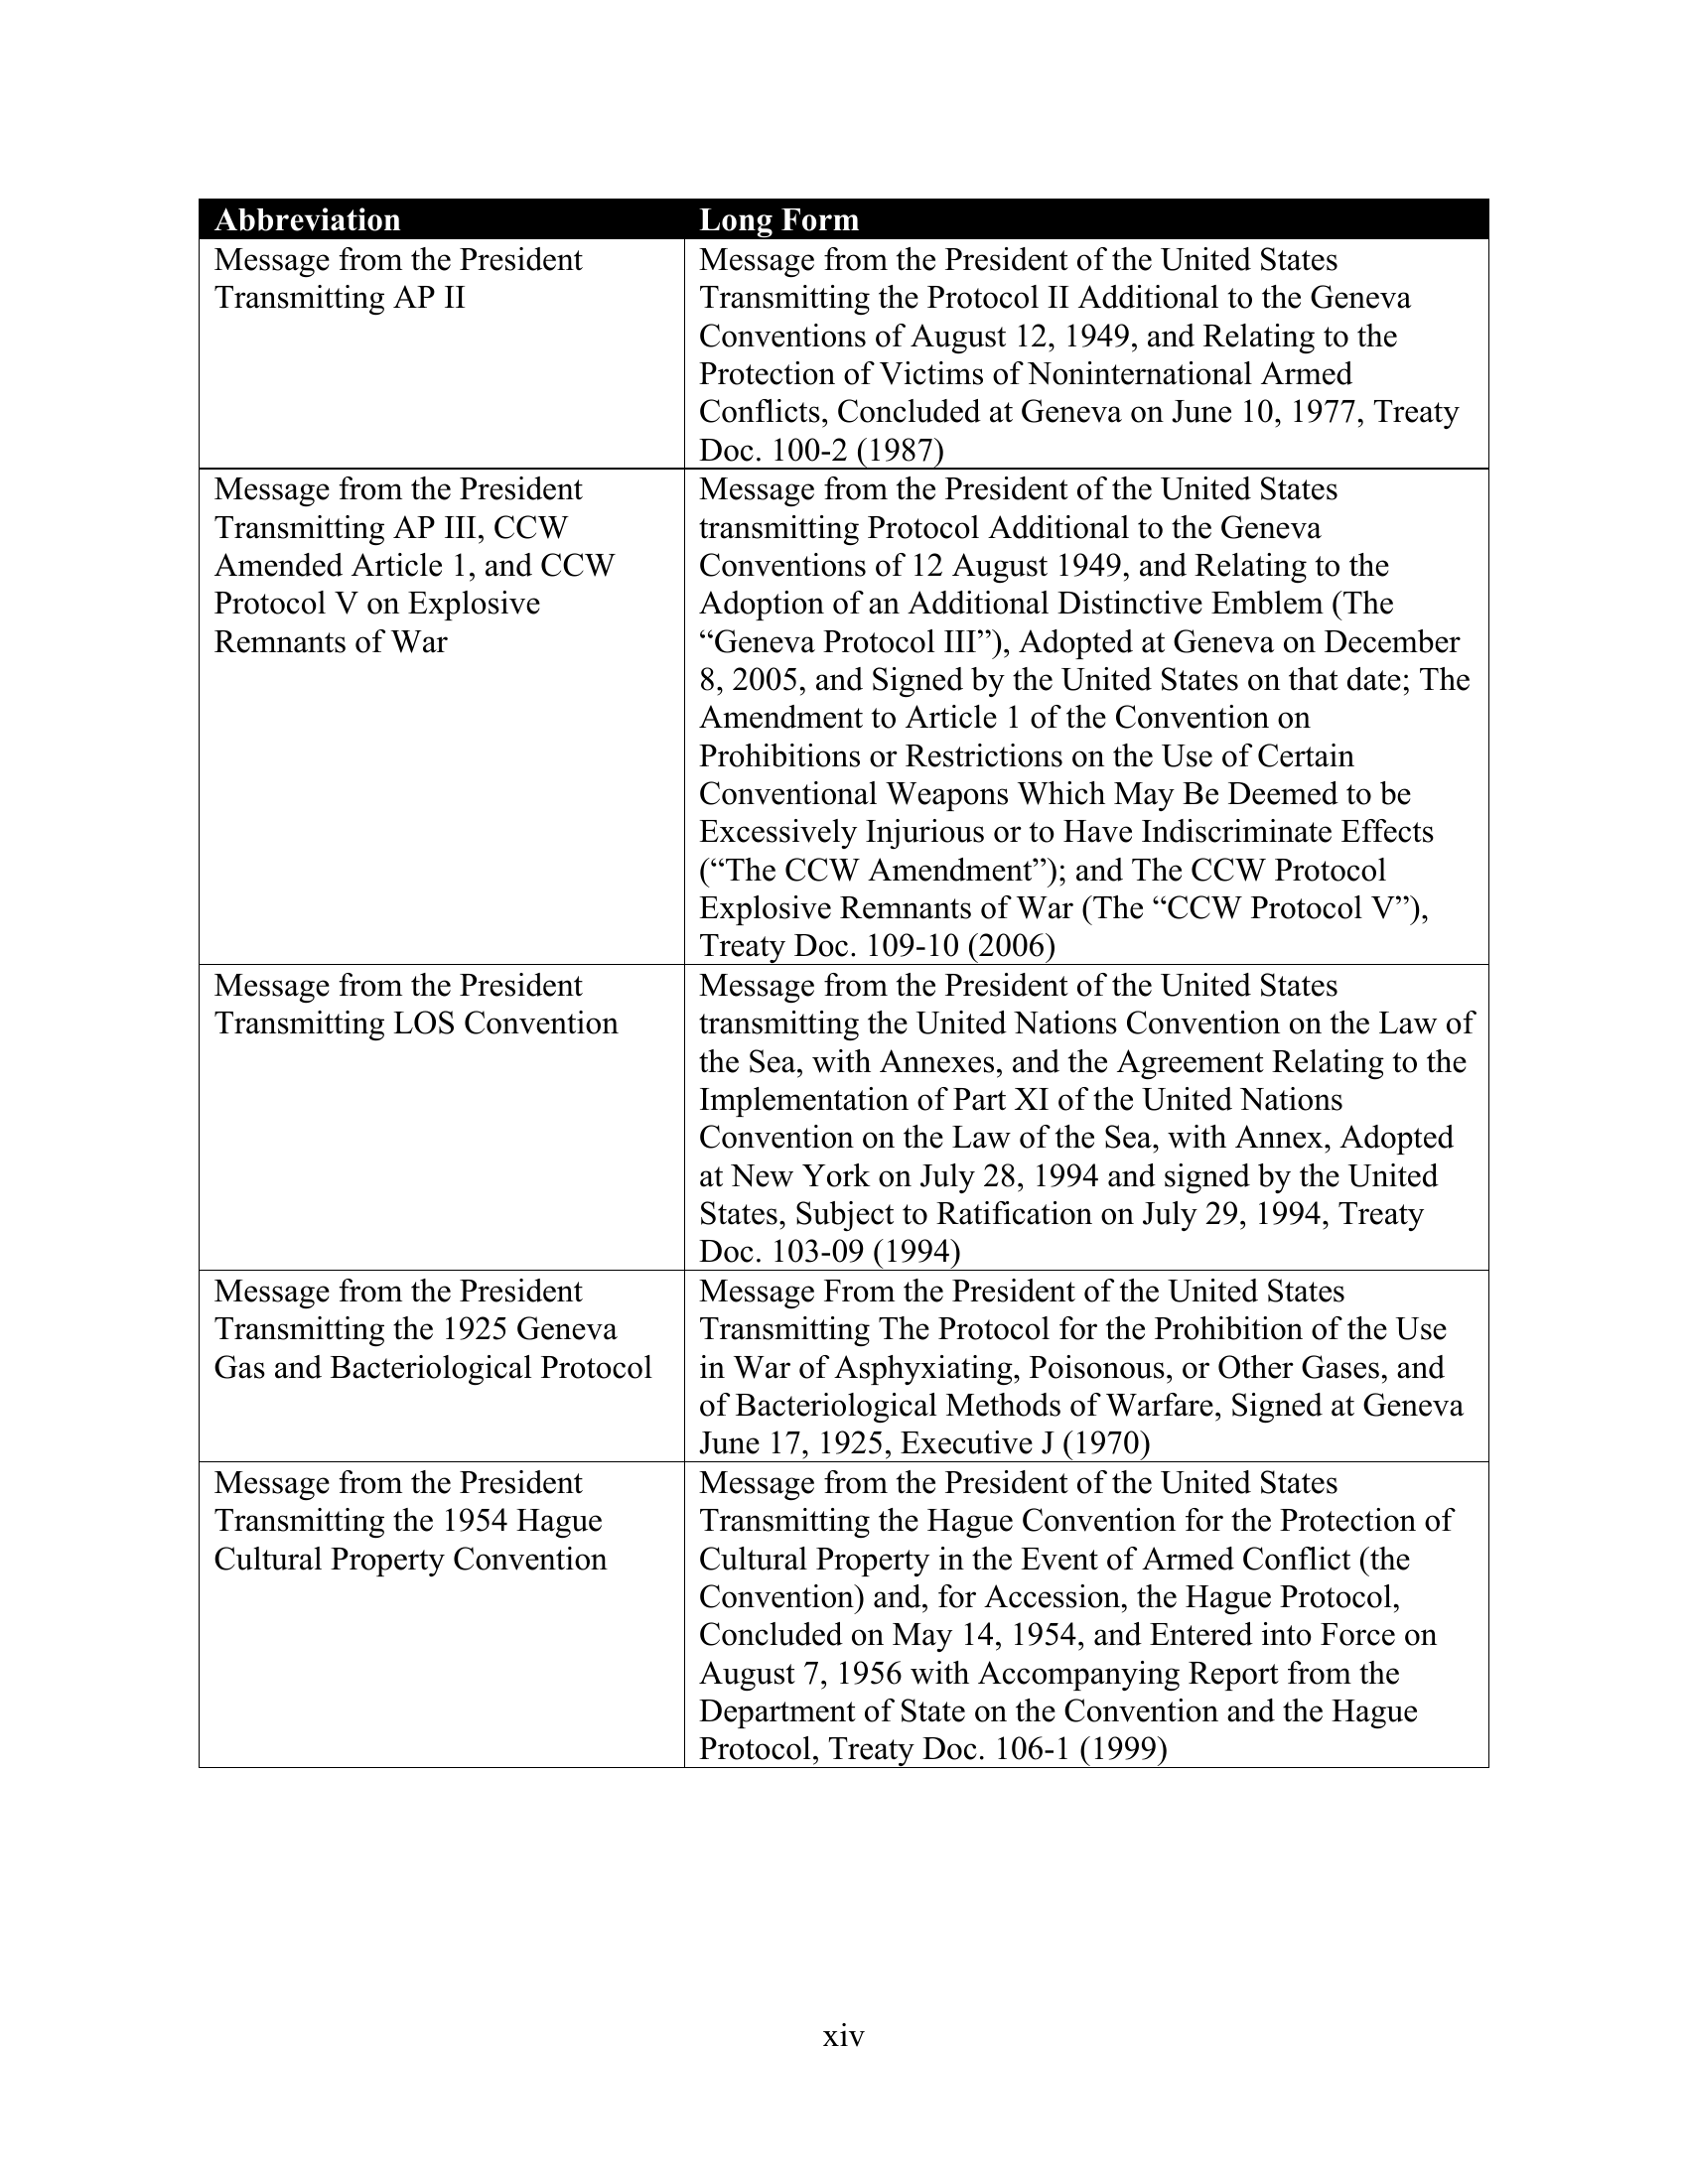 Abbreviation
Long Form
Message from the President
Transmitting AP II
Message from the President of the United States
Transmitting the Protocol II Additional to the Geneva
Conventions of August 12, 1949, and Relating to the
Protection of Victims of Noninternational Armed
Conflicts, Concluded at Geneva on June 10, 1977, Treaty
Doc. 100-2 (1987)
Message from the President
Transmitting AP III, CCW
Amended Article 1, and CCW
Protocol V on Explosive
Remnants of War
Message from the President of the United States
transmitting Protocol Additional to the Geneva
Conventions of 12 August 1949, and Relating to the
Adoption of an Additional Distinctive Emblem (The
“Geneva Protocol III”), Adopted at Geneva on December
8, 2005, and Signed by the United States on that date; The
Amendment to Article 1 of the Convention on
Prohibitions or Restrictions on the Use of Certain
Conventional Weapons Which May Be Deemed to be
Excessively Injurious or to Have Indiscriminate Effects
(“The CCW Amendment”); and The CCW Protocol
Explosive Remnants of War (The “CCW Protocol V”),
Treaty Doc. 109-10 (2006)
Message from the President
Transmitting LOS Convention
Message from the President of the United States
transmitting the United Nations Convention on the Law of
the Sea, with Annexes, and the Agreement Relating to the
Implementation of Part XI of the United Nations
Convention on the Law of the Sea, with Annex, Adopted
at New York on July 28, 1994 and signed by the United
States, Subject to Ratification on July 29, 1994, Treaty
Doc. 103-09 (1994)
Message from the President
Transmitting the 1925 Geneva
Gas and Bacteriological Protocol
Message From the President of the United States
Transmitting The Protocol for the Prohibition of the Use
in War of Asphyxiating, Poisonous, or Other Gases, and
of Bacteriological Methods of Warfare, Signed at Geneva
June 17, 1925, Executive J (1970)
Message from the President
Transmitting the 1954 Hague
Cultural Property Convention
Message from the President of the United States
Transmitting the Hague Convention for the Protection of
Cultural Property in the Event of Armed Conflict (the
Convention) and, for Accession, the Hague Protocol,
Concluded on May 14, 1954, and Entered into Force on
August 7, 1956 with Accompanying Report from the
Department of State on the Convention and the Hague
Protocol, Treaty Doc. 106-1 (1999)
xiv